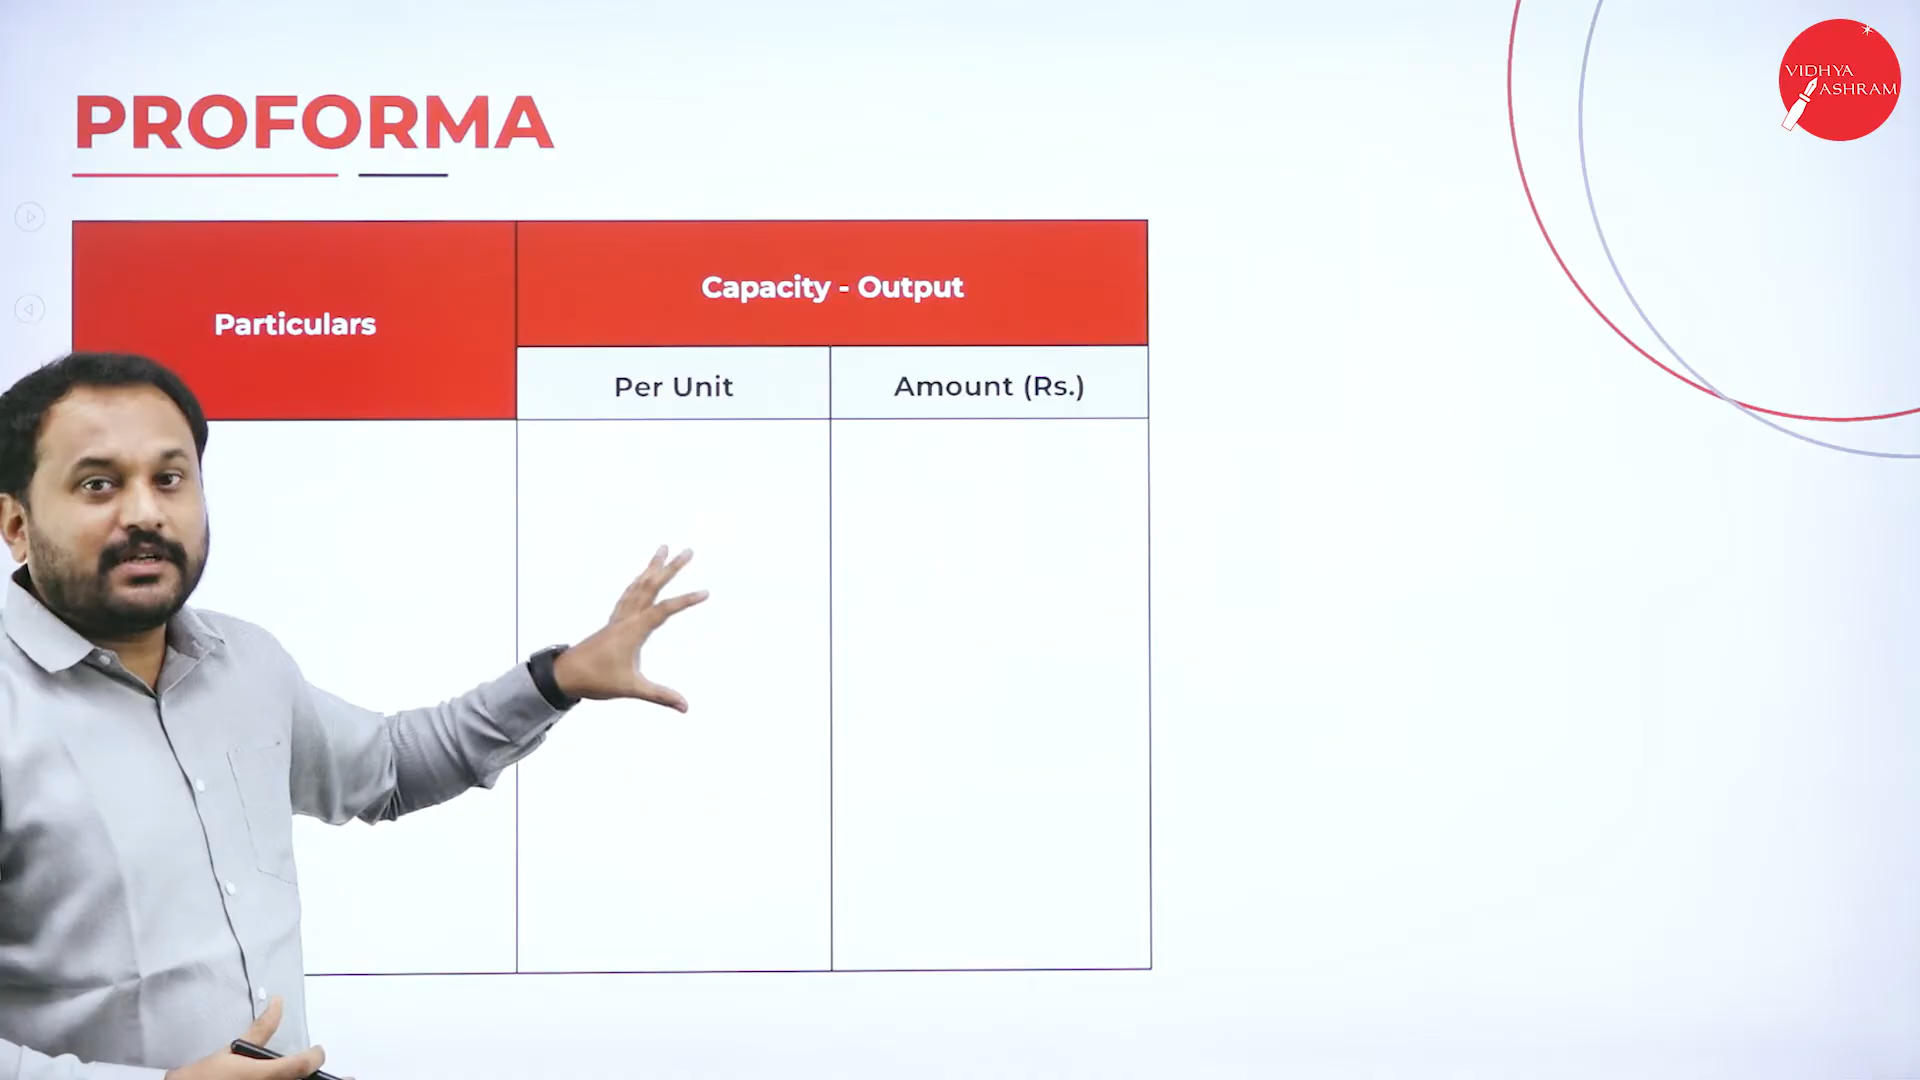 VIDHYA
ASHRAM
PROFORMA
Particulars
Capacity - Output
Per Unit
Amount (Rs.)